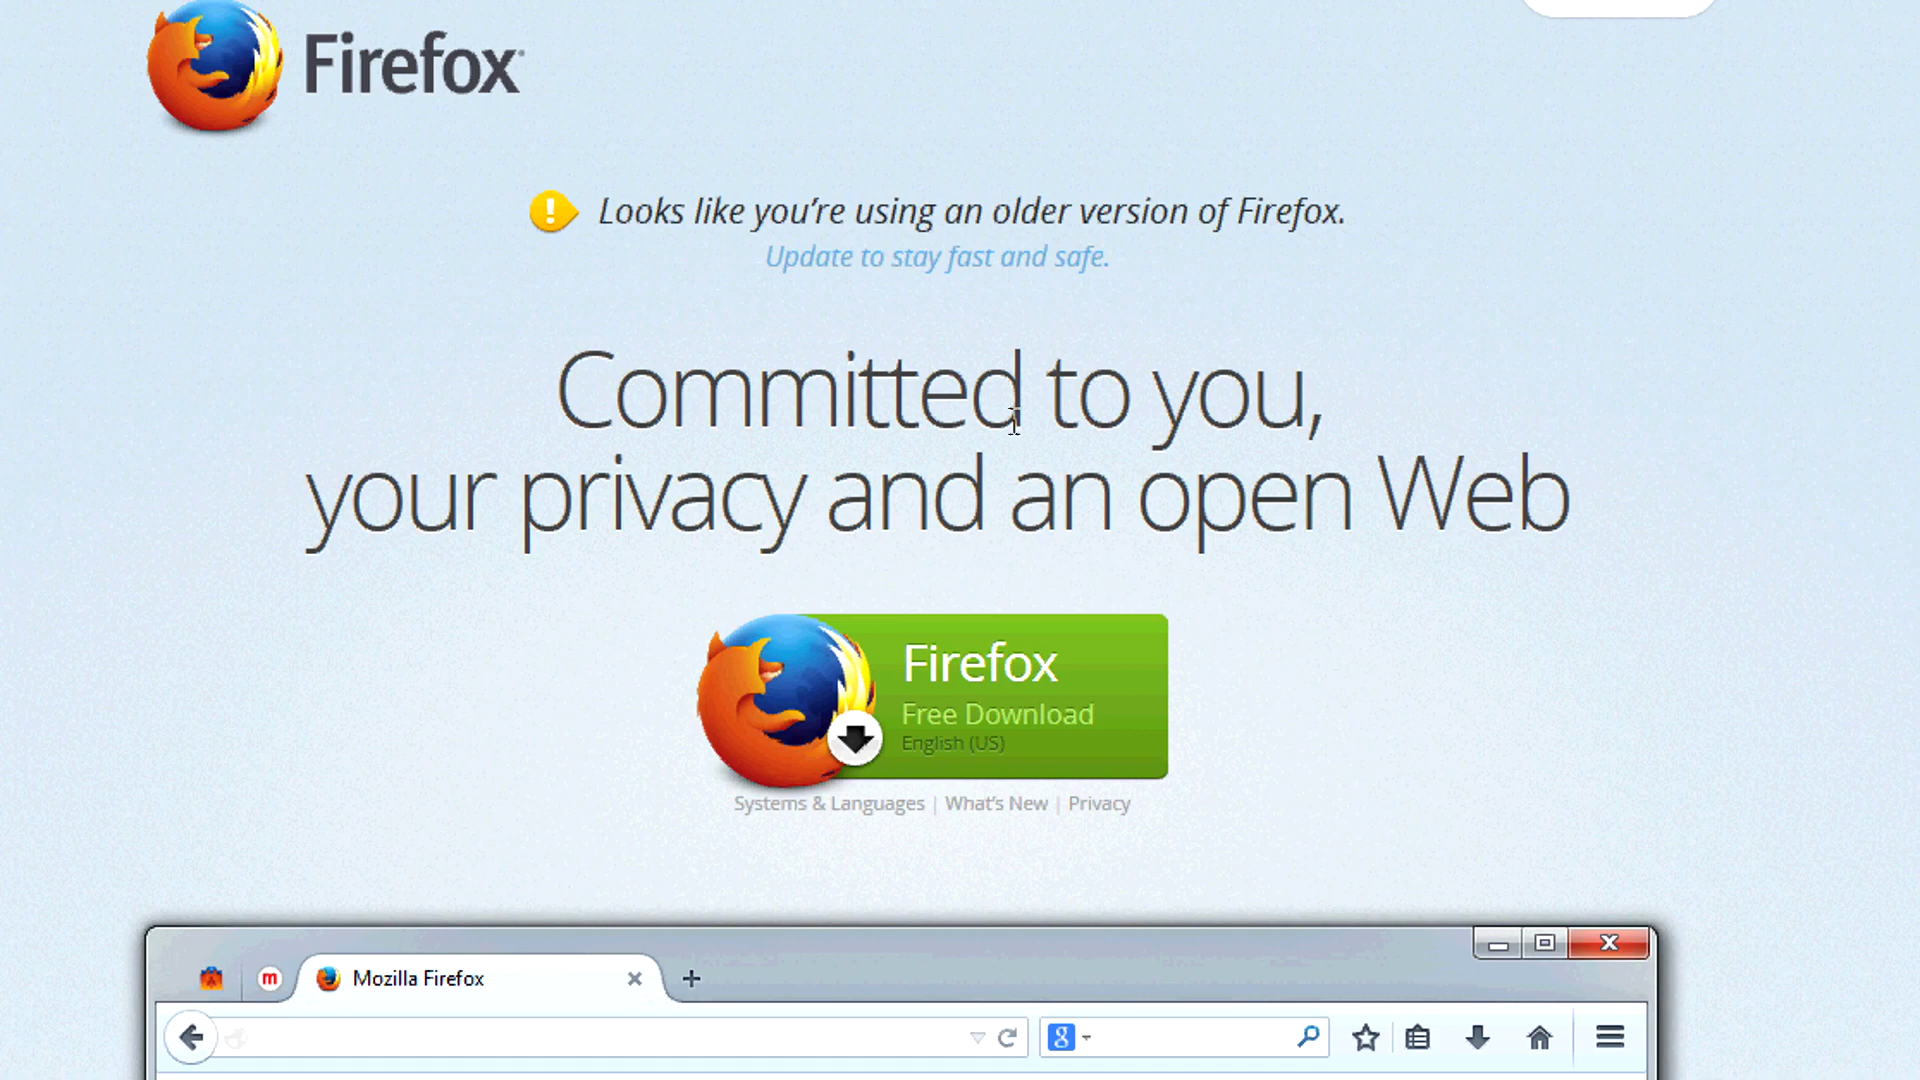 Firefox
Looks like you're using an older version of Firefox.
Update to stay fast and safe.
Committed to you,
your privacy and an open Web
Firefox
Free Download
English (US)
Systems & Languages | What's New | Privacy
m
Mozilla Firefox
8